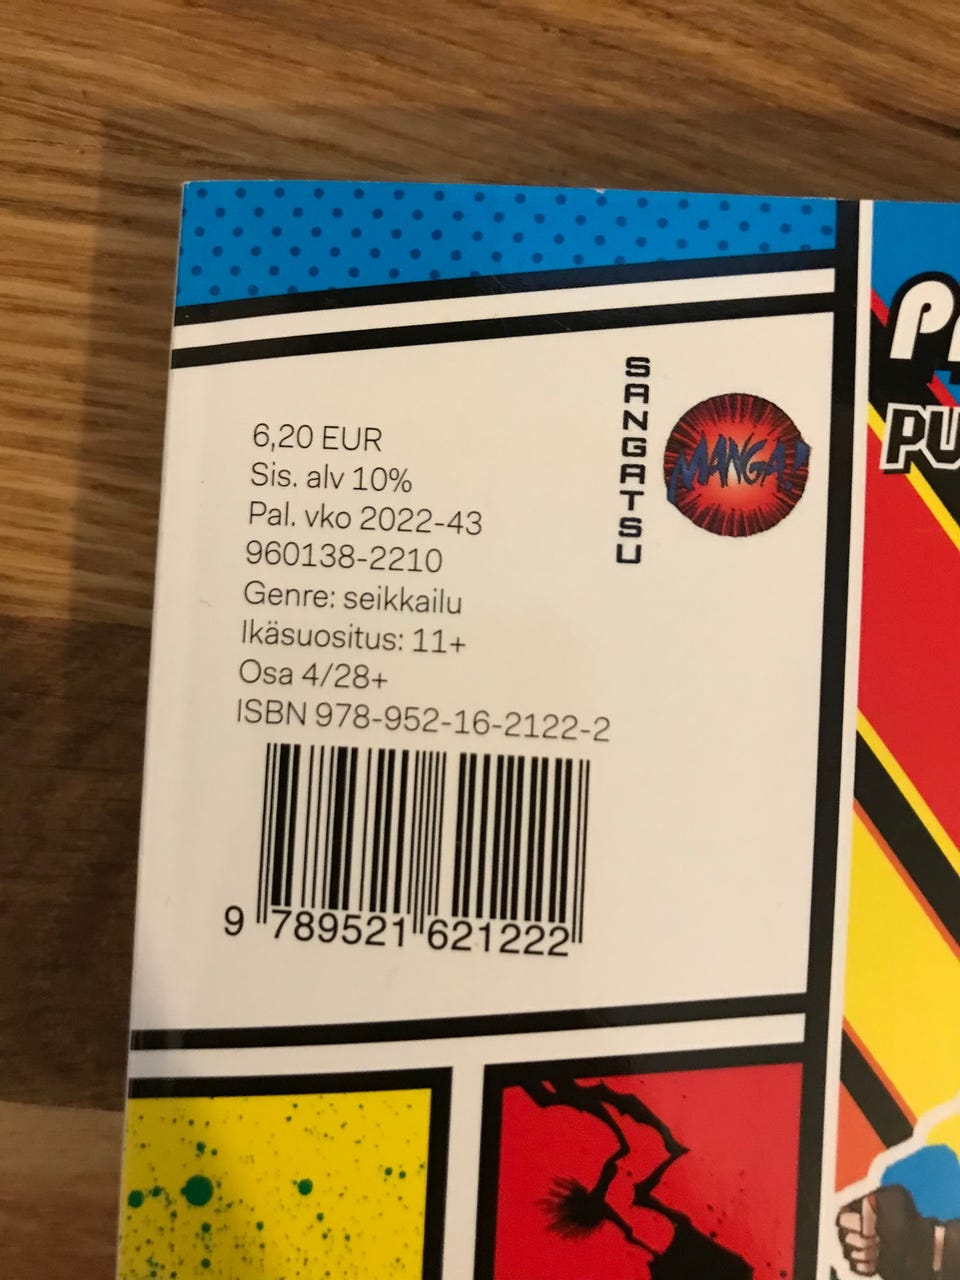 6,20 EUR
Sis. alv 10%
Pal. vko 2022-43
960138-2210
Genre: seikkailu
Ikäsuositus: 11+
Osa 4/28+
ISBN 978-952-16-2122-2
9 789521 621222
SANGATSU
MANGA!
PU